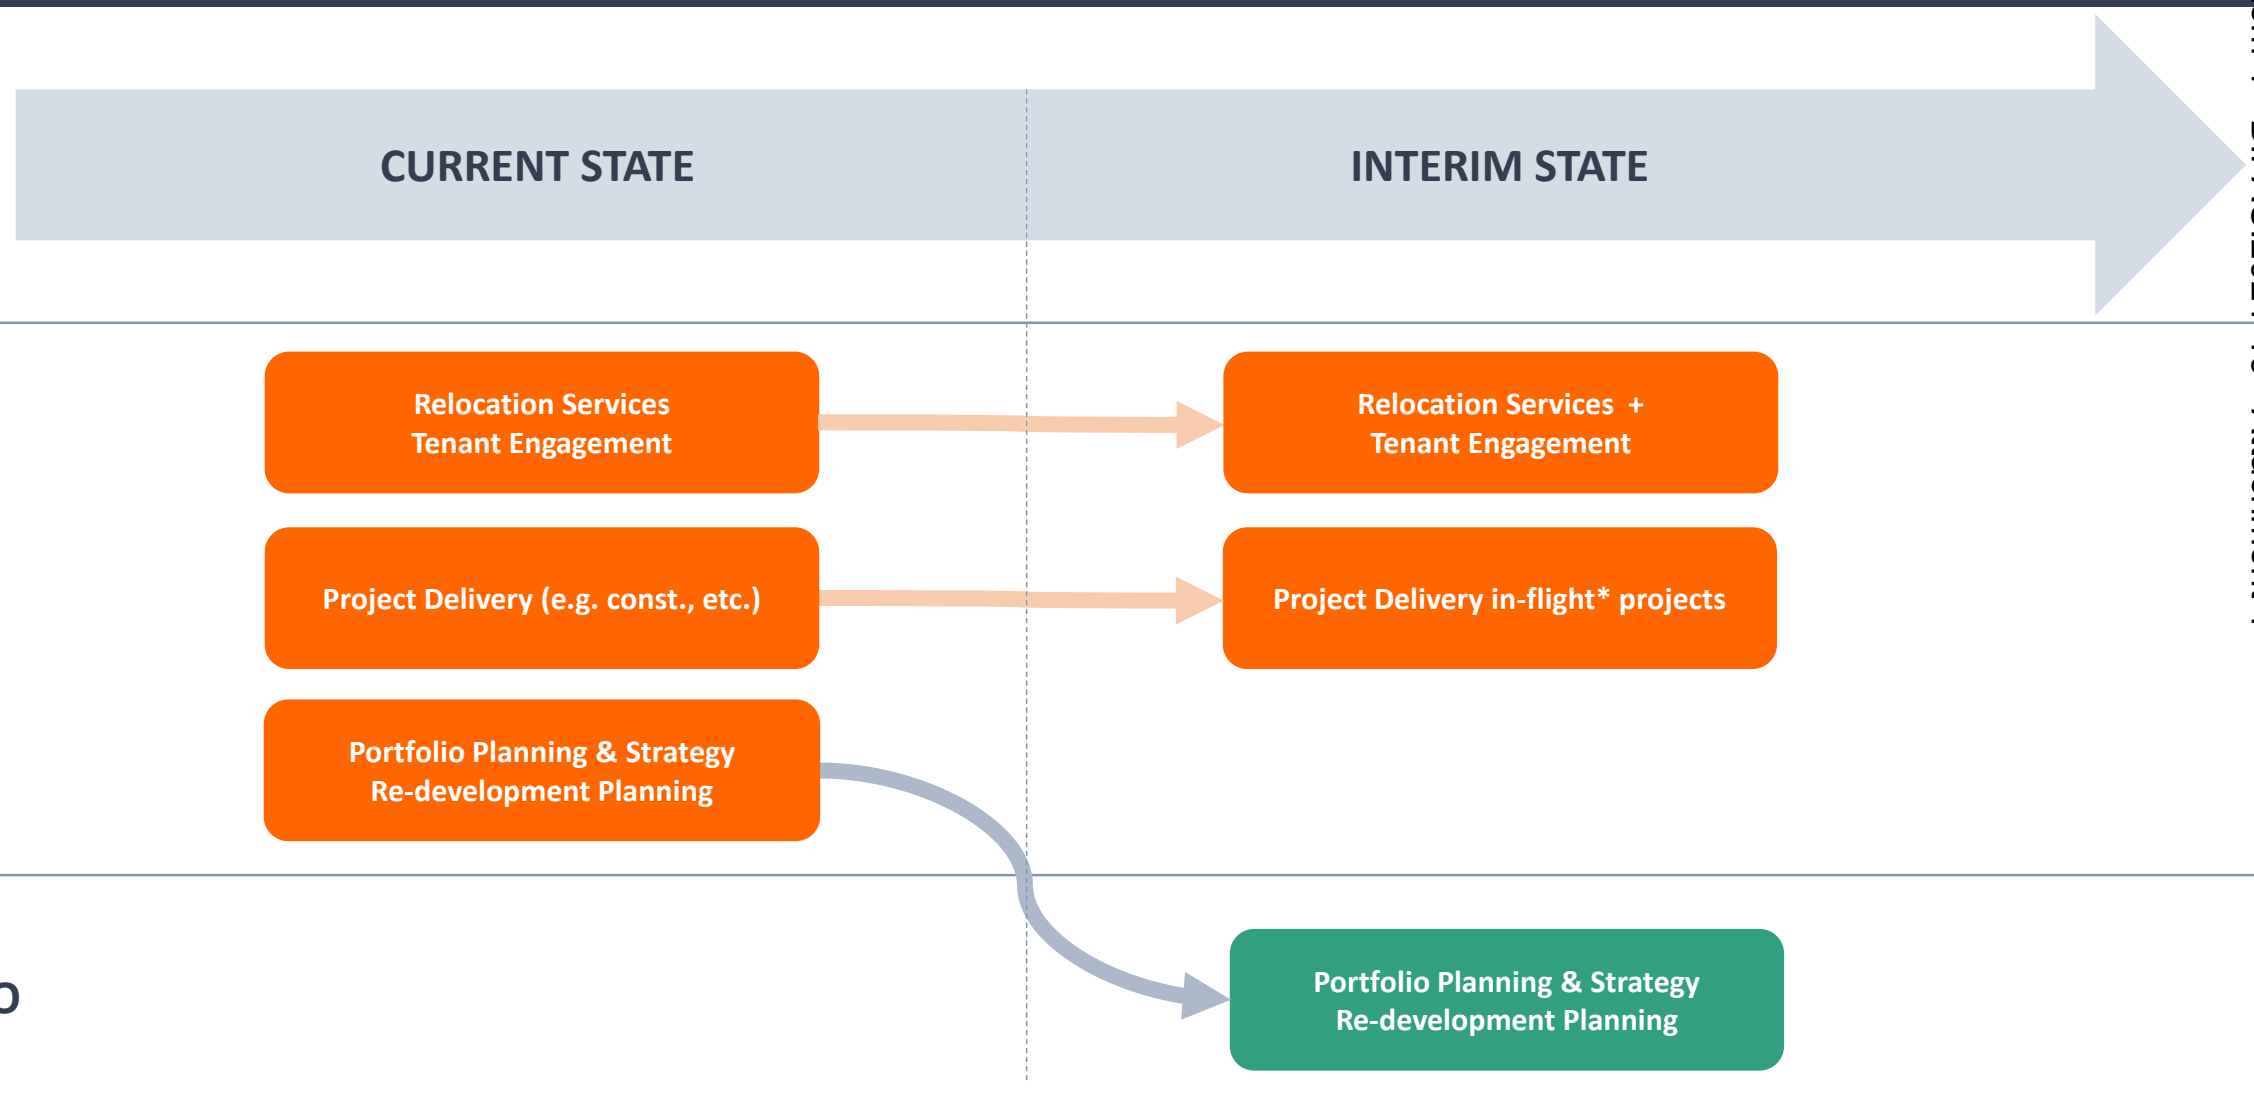 CURRENT STATE
INTERIM STATE
Relocation Services
Tenant Engagement
Relocation Services +
Tenant Engagement
Project Delivery (e.g. const., etc.)
Project Delivery in-flight* projects
Portfolio Planning & Strategy
Re-development Planning
Portfolio Planning & Strategy
Re-development Planning